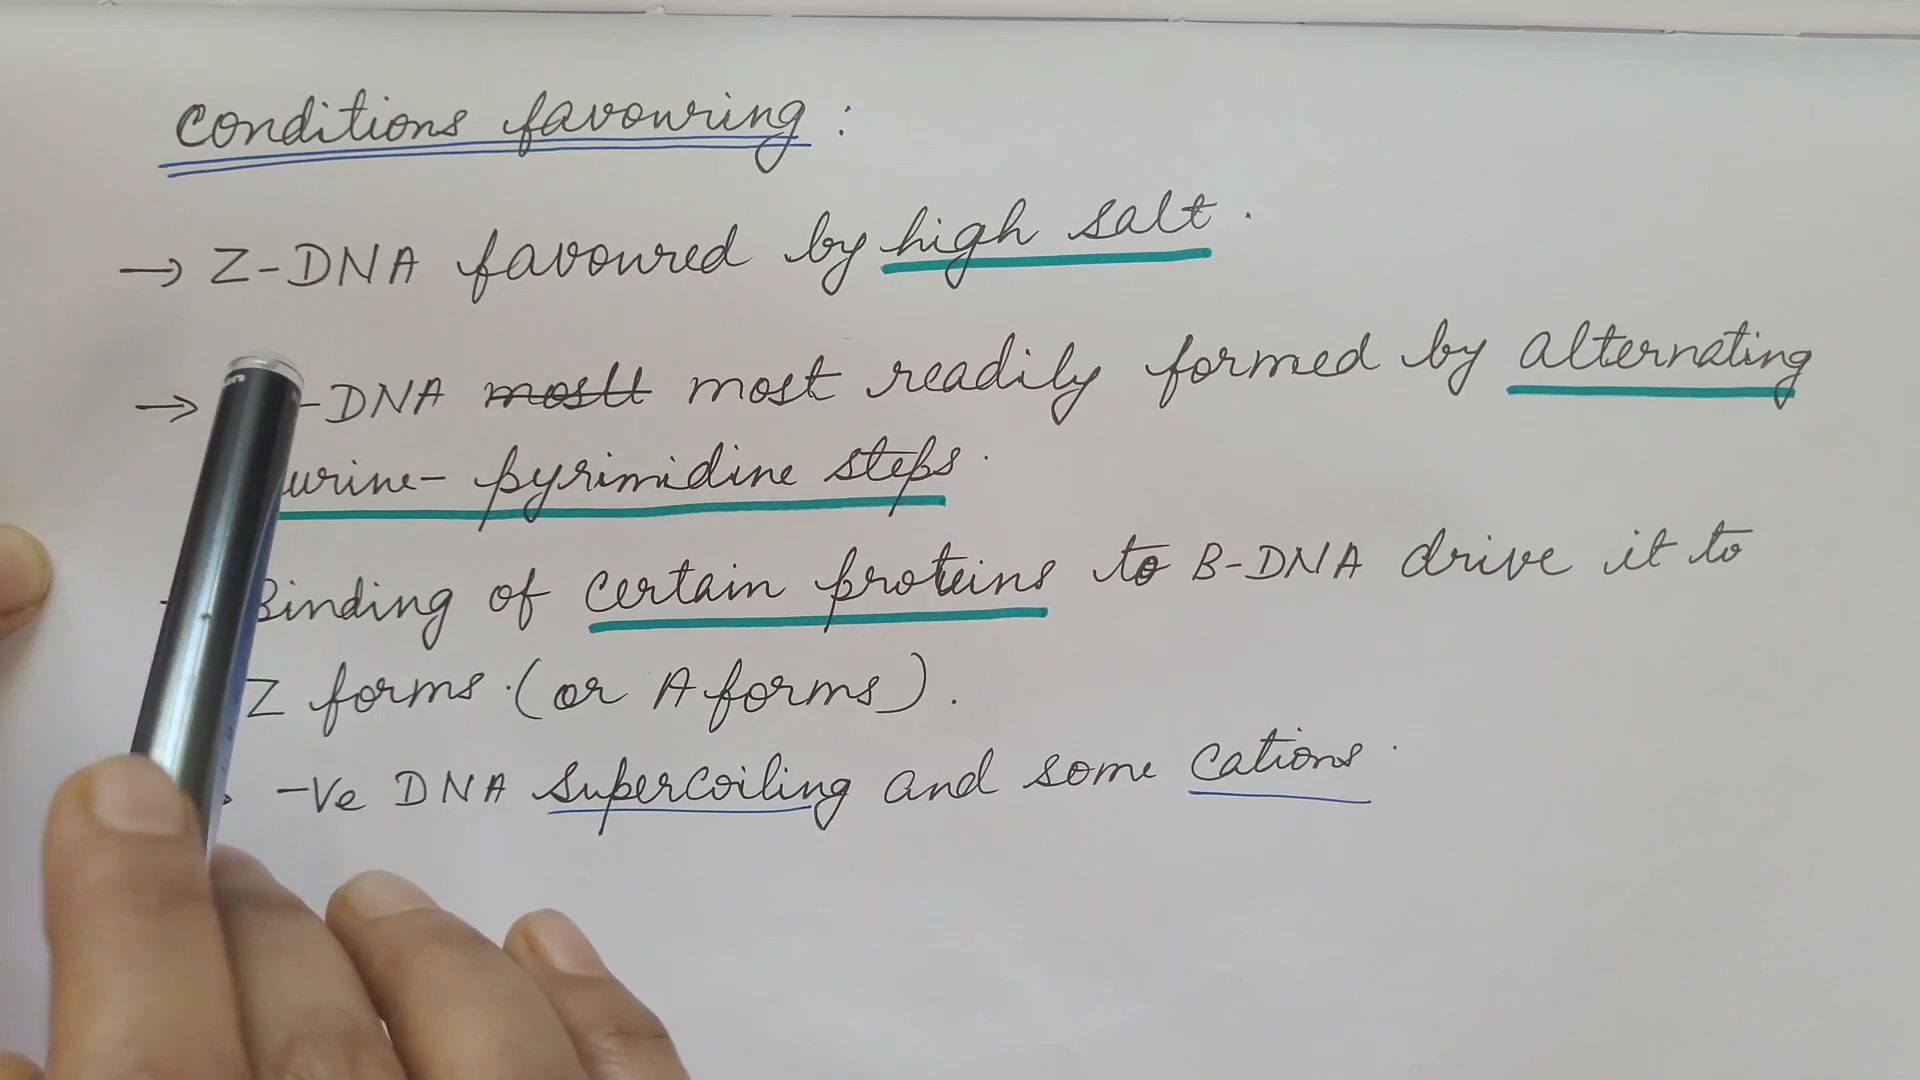 Conditions favouring :
→ Z-DNA favoured by high salt.
→ -DNA mostt most readily formed by alternating
urine- pyrimidine steps.
Binding of certain proteins to B-DNA drive it to
Z forms. (or A forms).
-Ve DNA supercoiling and some cations.